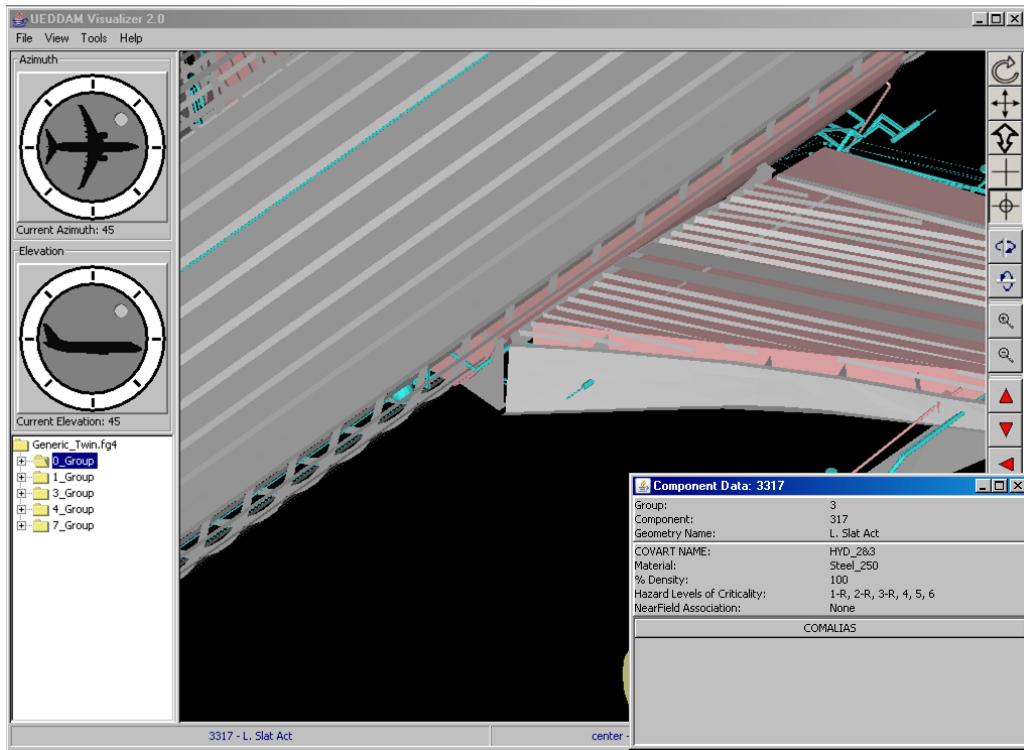 UEDDAM Visualizer 2.0
File View Tools Help
Azimuth
Current Azimuth: 45
Elevation
Current Elevation: 45
Generic_Twin.fg4
0_Group
1_Group
3_Group
4_Group
7_Group
Component Data: 3317
Group: 3
Component: 317
Geometry Name: L. Slat Act
COVART NAME: HYD_2&3
Material: Steel_250
% Density: 100
Hazard Levels of Criticality: 1-R, 2-R, 3-R, 4, 5, 6
NearField Association: None
COMALIAS
3317 - L. Slat Act center -